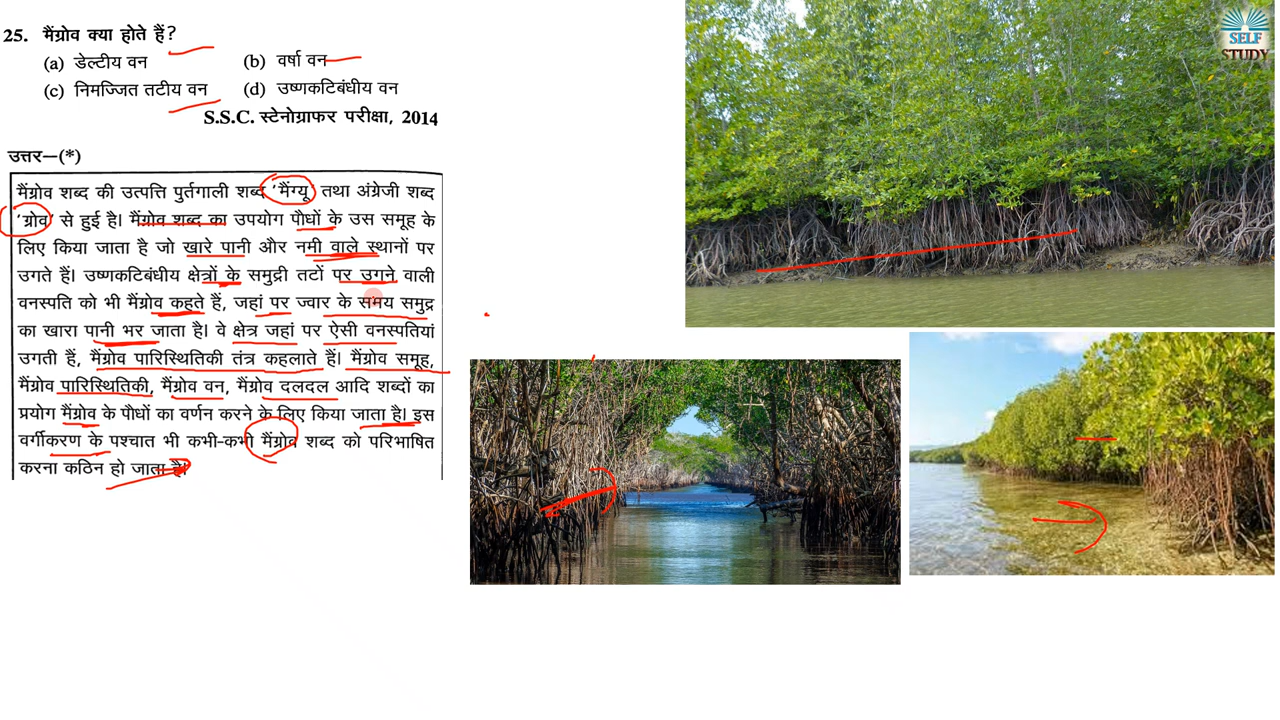 25. मैंग्रोव क्या होते हैं?
(a) डेल्टीय वन (b) वर्षा वन
(c) निमज्जित तटीय वन (d) उष्णकटिबंधीय वन
S.S.C. स्टेनोग्राफर परीक्षा, 2014
उत्तर—(*)
मैंग्रोव शब्द की उत्पत्ति पुर्तगाली शब्द 'मैंग्यू' तथा अंग्रेजी शब्द
'ग्रोव' से हुई है। मैंग्रोव शब्द का उपयोग पौधों के उस समूह के
लिए किया जाता है जो खारे पानी और नमी वाले स्थानों पर
उगते हैं। उष्णकटिबंधीय क्षेत्रों के समुद्री तटों पर उगने वाली
वनस्पति को भी मैंग्रोव कहते हैं, जहां पर ज्वार के समय समुद्र
का खारा पानी भर जाता है। वे क्षेत्र जहां पर ऐसी वनस्पतियां
उगती हैं, मैंग्रोव पारिस्थितिकी तंत्र कहलाते हैं। मैंग्रोव समूह,
मैंग्रोव पारिस्थितिकी, मैंग्रोव वन, मैंग्रोव दलदल आदि शब्दों का
प्रयोग मैंग्रोव के पौधों का वर्णन करने के लिए किया जाता है। इस
वर्गीकरण के पश्चात भी कभी-कभी मैंग्रोव शब्द को परिभाषित
करना कठिन हो जाता है।
SELF
STUDY